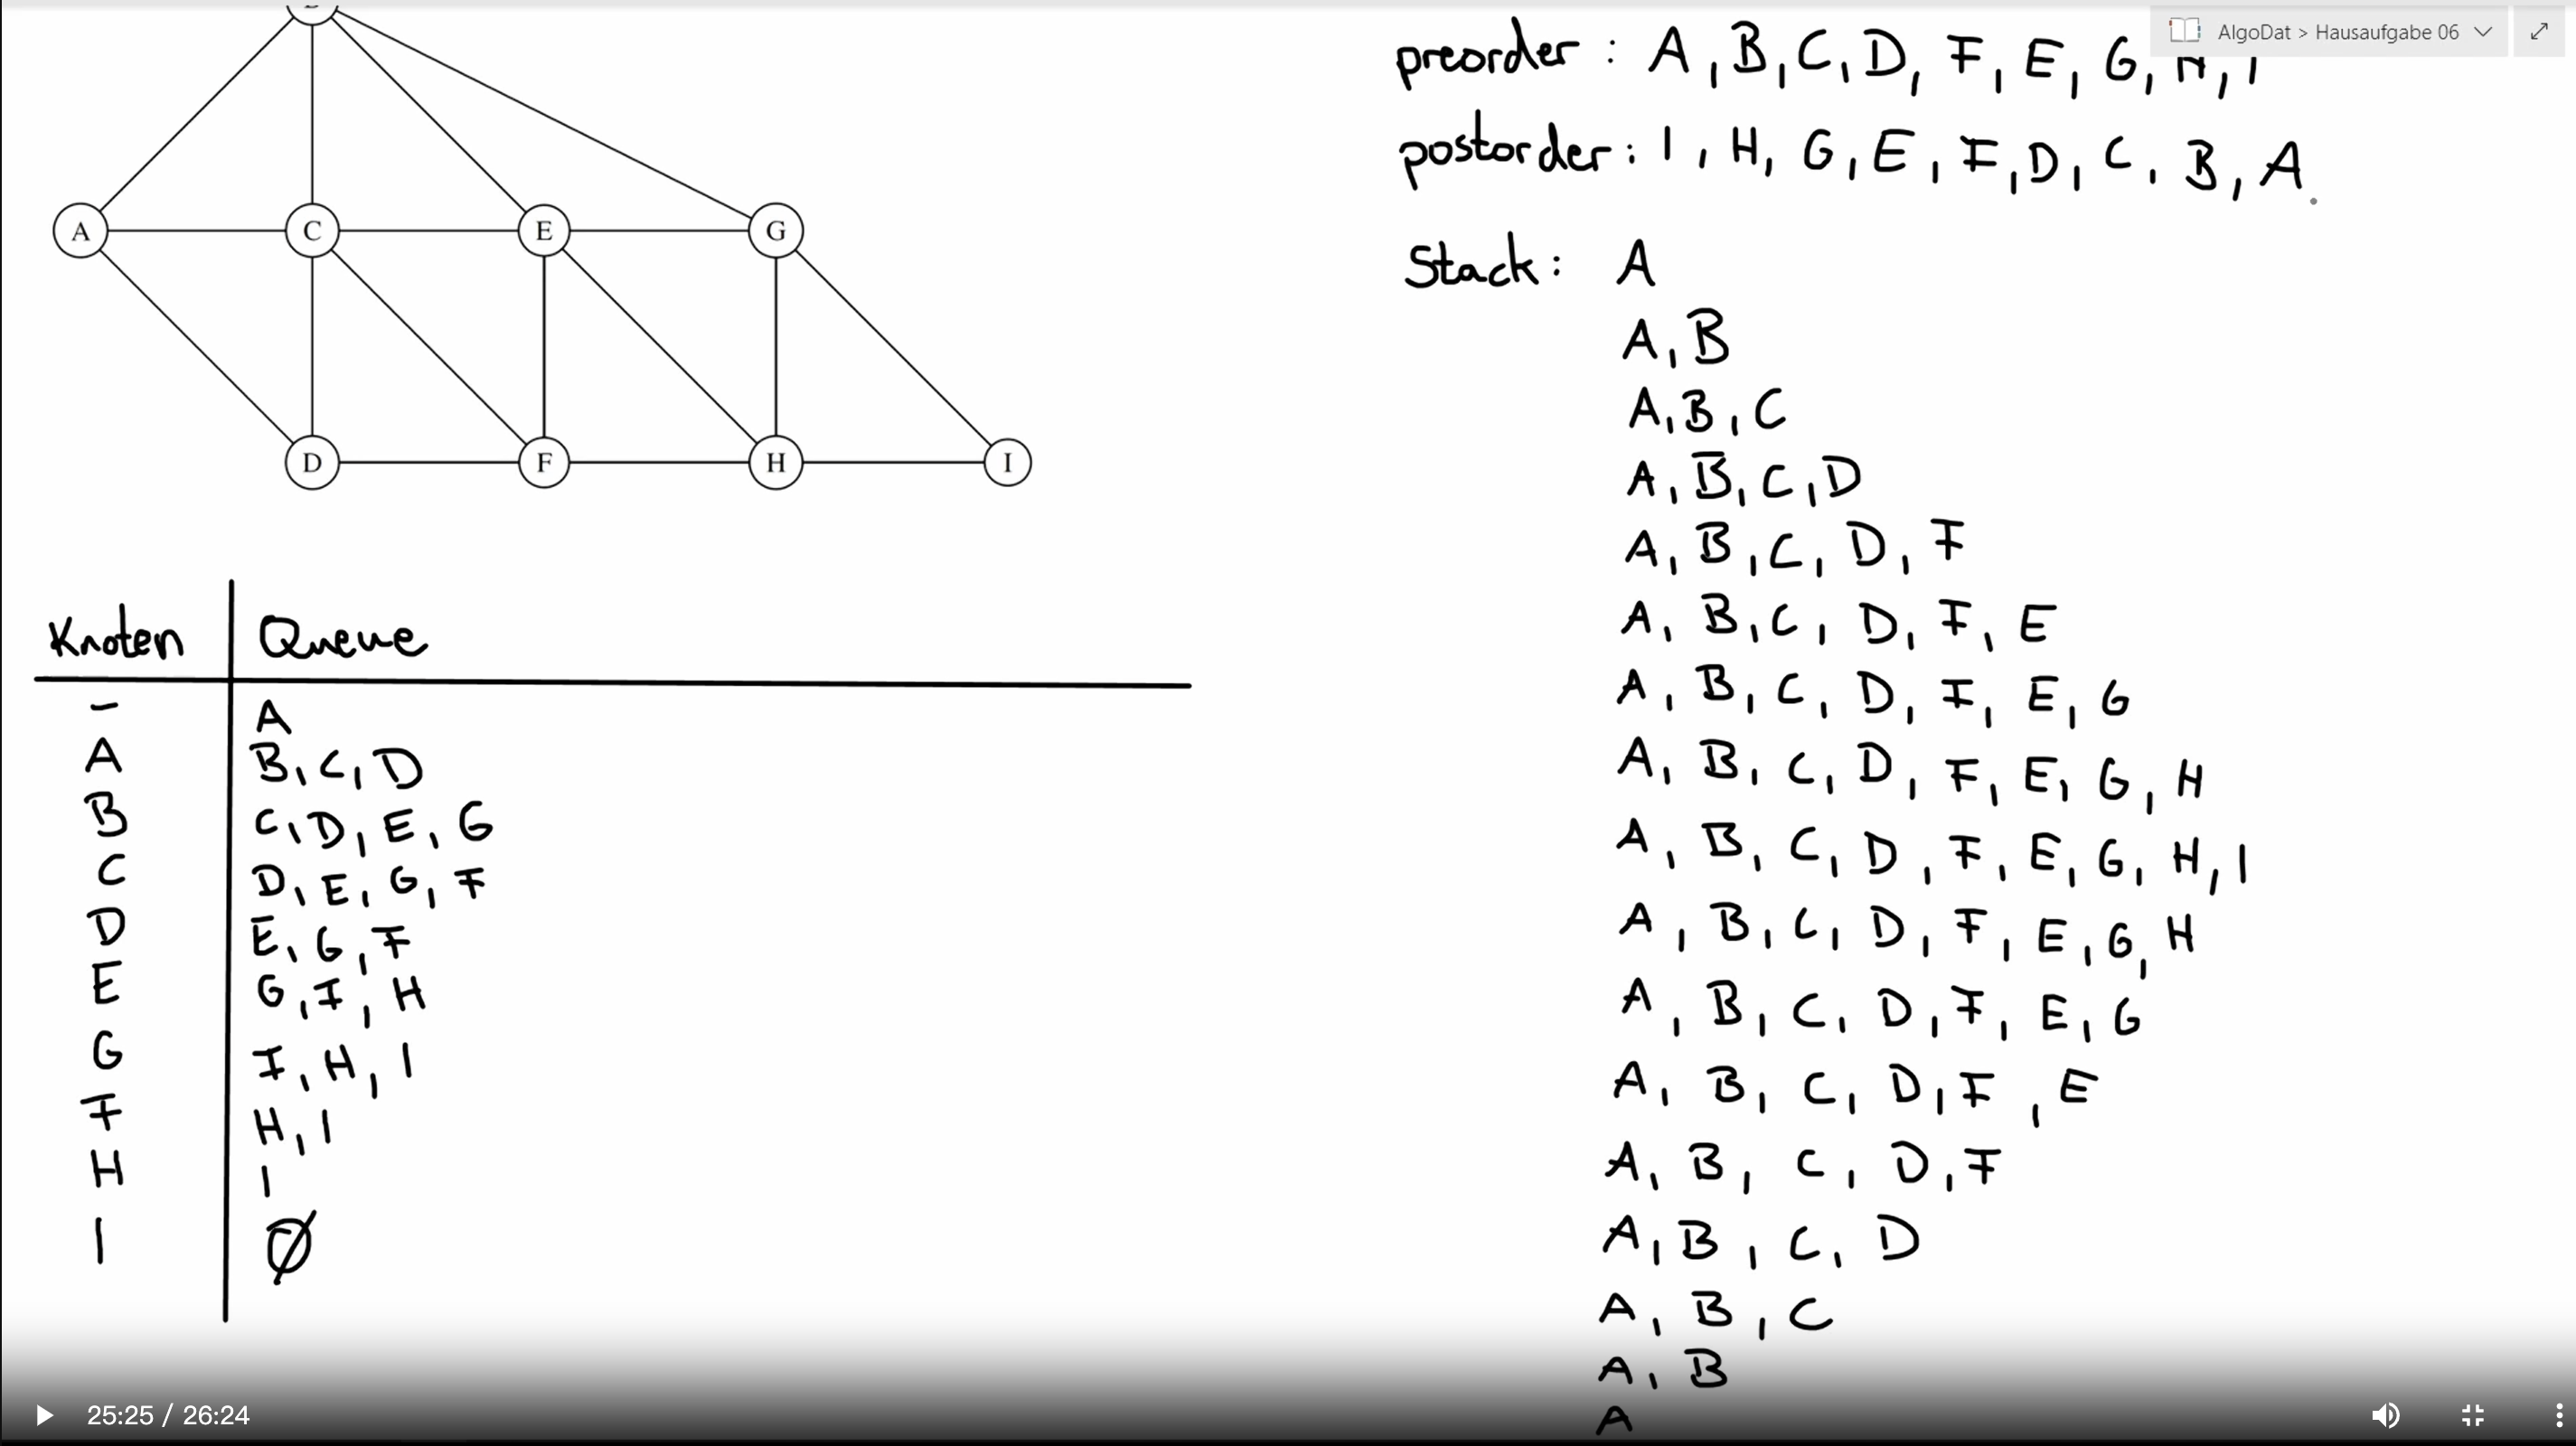 AlgoDat > Hausaufgabe 06
preorder : A, B, C, D, F, E, G, H, I
postorder : I, H, G, E, F, D, C, B, A
A C E G
D F H I
Stack : A
A, B
A, B, C
A, B, C, D
A, B, C, D, F
A, B, C, D, F, E
A, B, C, D, F, E, G
A, B, C, D, F, E, G, H
A, B, C, D, F, E, G, H, I
A, B, C, D, F, E, G, H
A, B, C, D, F, E, G
A, B, C, D, F, E
A, B, C, D, F
A, B, C, D
A, B, C
A, B
A
Knoten Queue
– A
A B, C, D
B C, D, E, G
C D, E, G, F
D E, G, F
E G, F, H
G F, H, I
F H, I
H I
I Ø
25:25 / 26:24